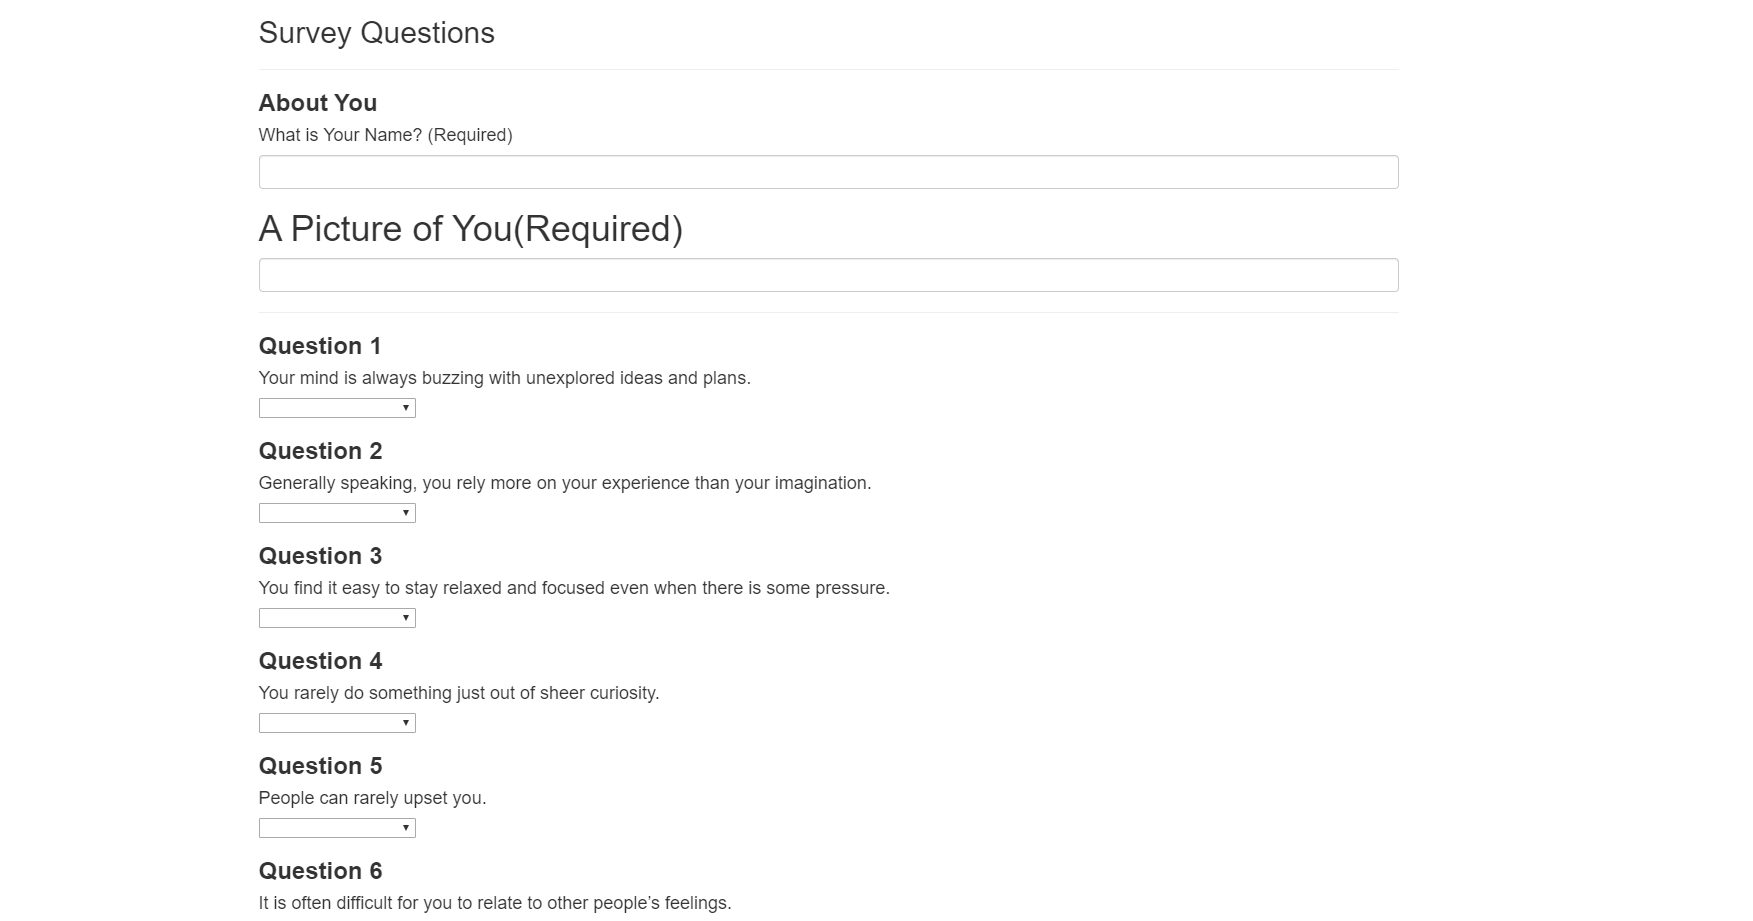 Survey Questions
About You
What is Your Name? (Required)
A Picture of You(Required)
Question 1
Your mind is always buzzing with unexplored ideas and plans.
Question 2
Generally speaking, you rely more on your experience than your imagination.
Question 3
You find it easy to stay relaxed and focused even when there is some pressure.
Question 4
You rarely do something just out of sheer curiosity.
Question 5
People can rarely upset you.
Question 6
It is often difficult for you to relate to other people’s feelings.